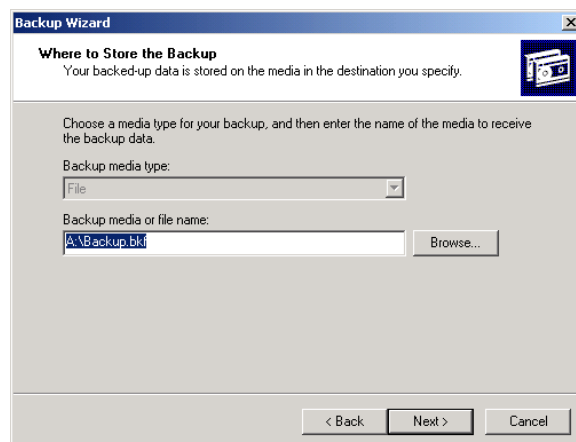 Backup Wizard
Where to Store the Backup
Your backed-up data is stored on the media in the destination you specify.
Choose a media type for your backup, and then enter the name of the media to receive
the backup data.
Backup media type:
File
Backup media or file name:
A:\Backup.bkf
Browse...
< Back
Next >
Cancel